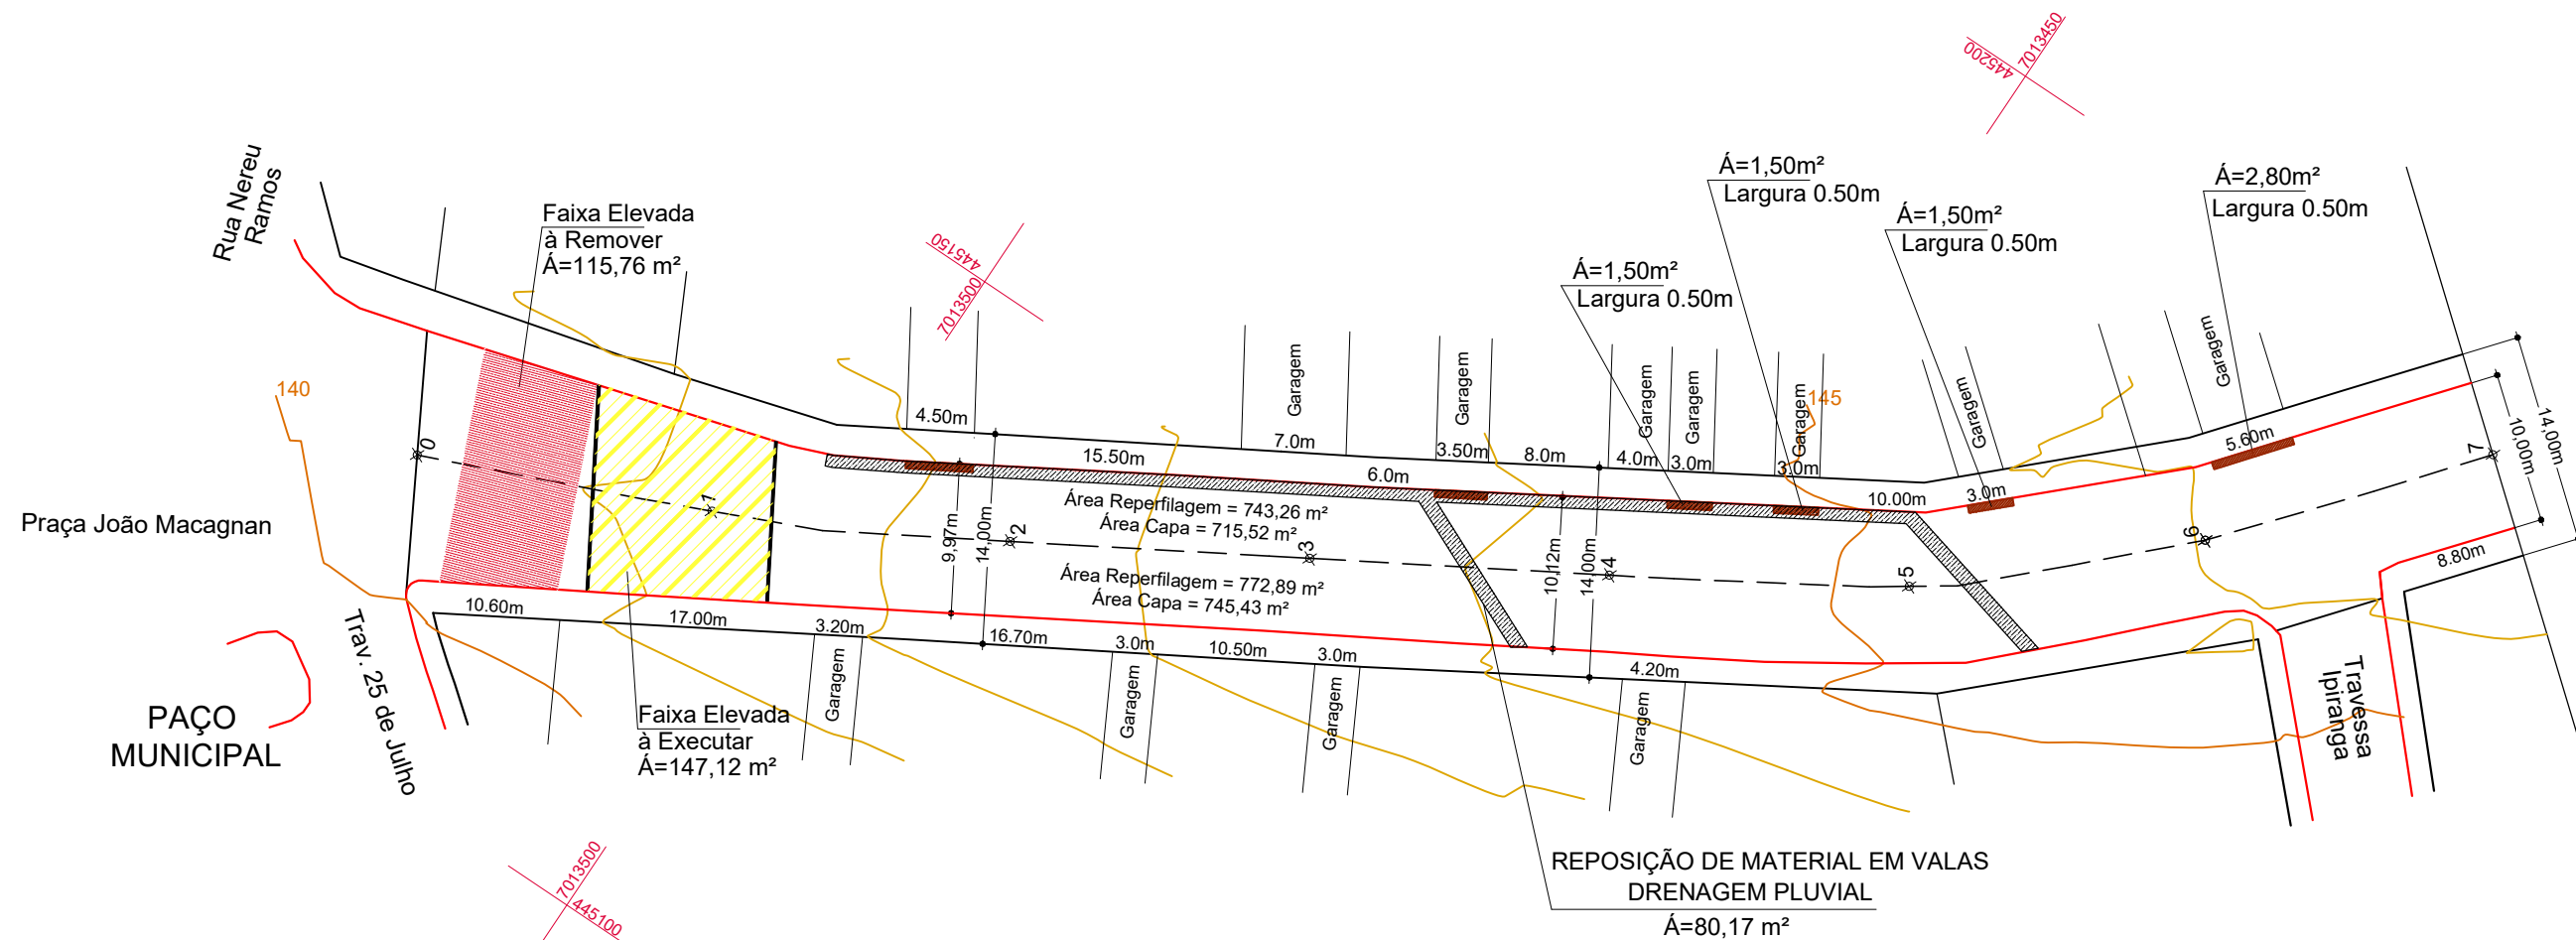 Rua Nereu
Ramos
Faixa Elevada
à Remover
Á=115,76 m²
445150
7013500
445200
7013450
Á=1,50m²
Largura 0.50m
Á=1,50m²
Largura 0.50m
Á=1,50m²
Largura 0.50m
Á=2,80m²
Largura 0.50m
140
145
Garagem
Garagem
Garagem
Garagem
Garagem
Garagem
Garagem
4.50m
15.50m
7.0m
6.0m
3.50m
8.0m
4.0m
3.0m
3.0m
10.00m
3.0m
5.60m
14,00m
10,00m
0
1
2
3
4
5
6
7
9,97m
14,00m
10,12m
14,00m
Área Reperfilagem = 743,26 m²
Área Capa = 715,52 m²
Área Reperfilagem = 772,89 m²
Área Capa = 745,43 m²
Praça João Macagnan
10.60m
17.00m
3.20m
16.70m
3.0m
10.50m
3.0m
4.20m
8.80m
Garagem
Garagem
Garagem
Garagem
Trav. 25 de Julho
Travessa
Ipiranga
PAÇO
MUNICIPAL
Faixa Elevada
à Executar
Á=147,12 m²
REPOSIÇÃO DE MATERIAL EM VALAS
DRENAGEM PLUVIAL
Á=80,17 m²
7013500
445100